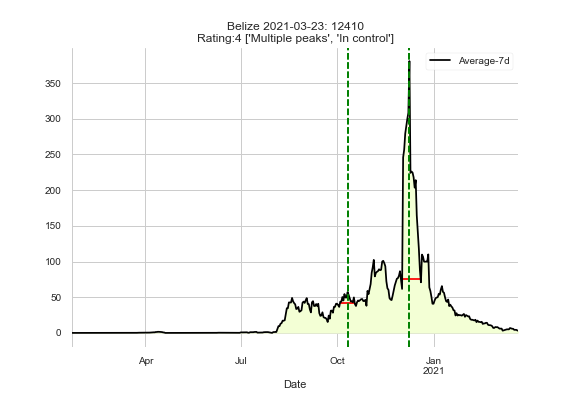 Belize 2021-03-23: 12410
Rating:4 ['Multiple peaks', 'In control']
Average-7d
350
300
250
200
150
100
50
0
Apr
Jul
Oct
Jan
2021
Date